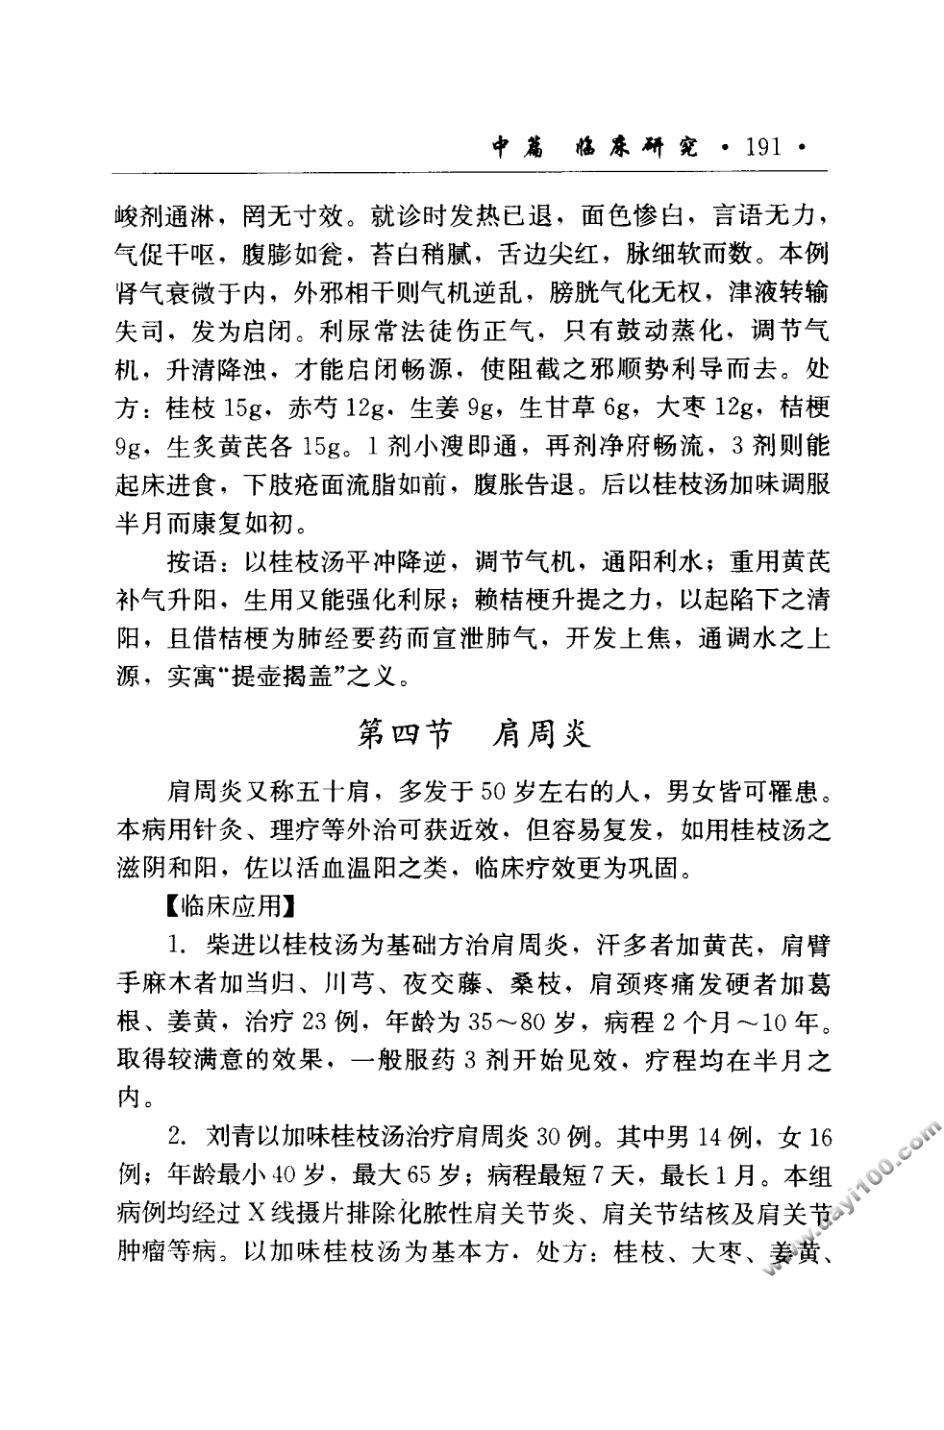 中篇 临床研究 · 191 ·
峻剂通淋，罔无寸效。就诊时发热已退，面色惨白，言语无力，
气促干呕，腹膨如瓮，苔白稍腻，舌边尖红，脉细软而数。本例
肾气衰微于内，外邪相干则气机逆乱，膀胱气化无权，津液转输
失司，发为启闭。利尿常法徒伤正气，只有鼓动蒸化，调节气
机，升清降浊，才能启闭畅源，使阻截之邪顺势利导而去。处
方：桂枝 15g，赤芍 12g．生姜 9g，生甘草 6g，大枣 12g，桔梗
9g，生炙黄芪各 15g。1 剂小溲即通，再剂净府畅流，3 剂则能
起床进食，下肢疮面流脂如前，腹胀告退。后以桂枝汤加味调服
半月而康复如初。
按语：以桂枝汤平冲降逆，调节气机，通阳利水；重用黄芪
补气升阳，生用又能强化利尿；赖桔梗升提之力，以起陷下之清
阳，且借桔梗为肺经要药而宣泄肺气，开发上焦，通调水之上
源，实寓“提壶揭盖”之义。
第四节 肩周炎
肩周炎又称五十肩，多发于 50 岁左右的人，男女皆可罹患。
本病用针灸、理疗等外治可获近效．但容易复发，如用桂枝汤之
滋阴和阳，佐以活血温阳之类，临床疗效更为巩固。
【临床应用】
1. 柴进以桂枝汤为基础方治肩周炎，汗多者加黄芪，肩臂
手麻木者加当归、川芎、夜交藤、桑枝，肩颈疼痛发硬者加葛
根、姜黄，治疗 23 例，年龄为 35～80 岁，病程 2 个月～10 年。
取得较满意的效果，一般服药 3 剂开始见效，疗程均在半月之
内。
2. 刘青以加味桂枝汤治疗肩周炎 30 例。其中男 14 例，女 16
例；年龄最小 40 岁，最大 65 岁；病程最短 7 天，最长 1 月。本组
病例均经过 X 线摄片排除化脓性肩关节炎、肩关节结核及肩关节
肿瘤等病。以加味桂枝汤为基本方．处方：桂枝、大枣、姜黄、
www.dayi100.com